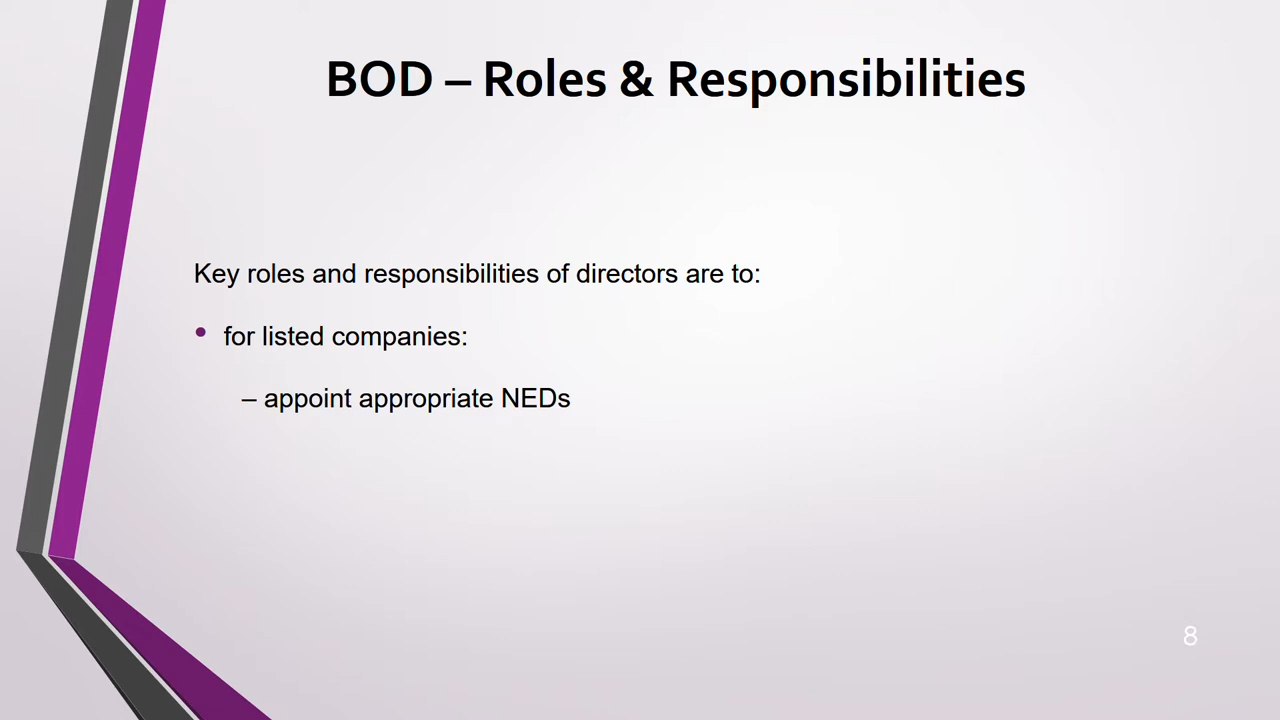 BOD – Roles & Responsibilities
Key roles and responsibilities of directors are to:
• for listed companies:
– appoint appropriate NEDs
8